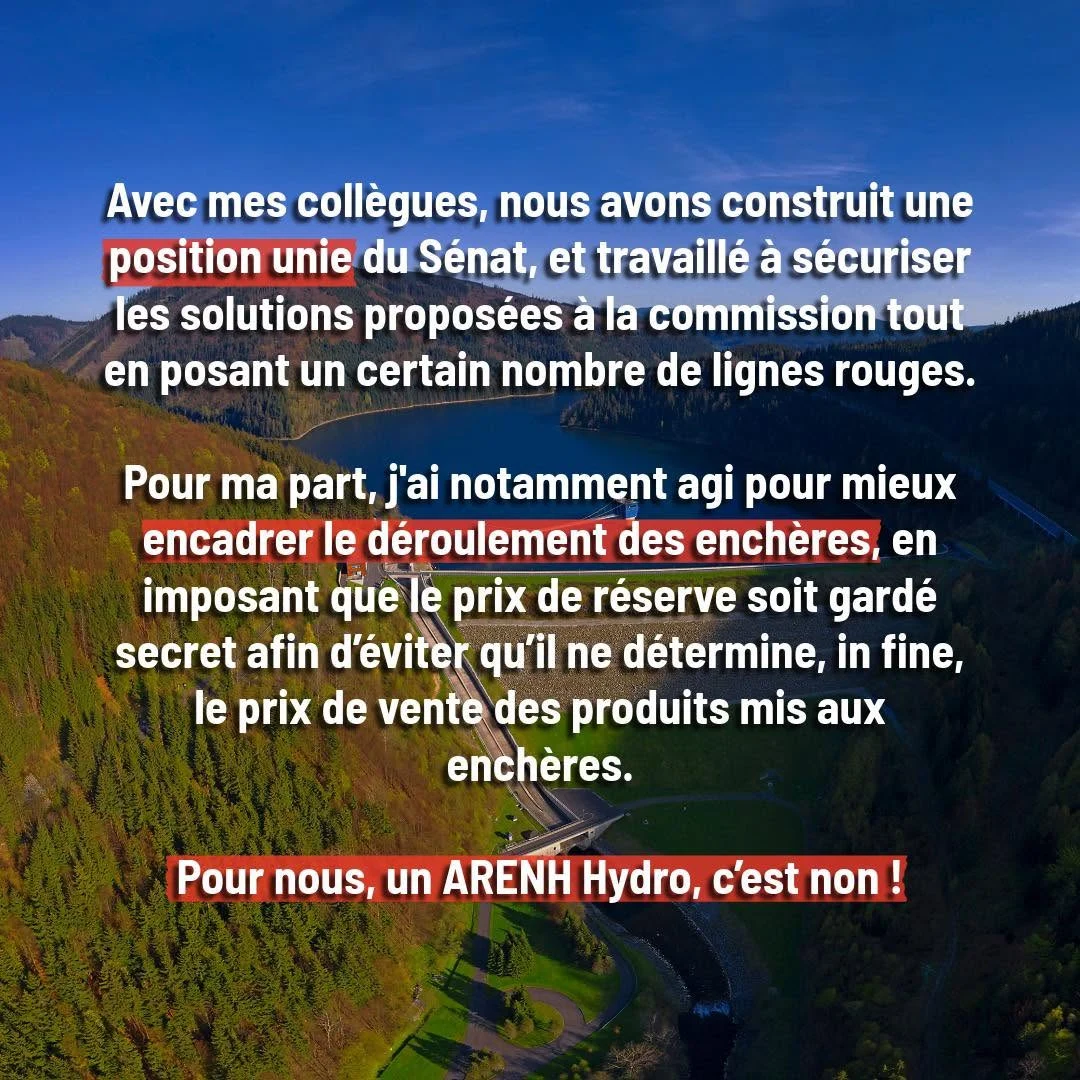 Avec mes collègues, nous avons construit une
position unie du Sénat, et travaillé à sécuriser
les solutions proposées à la commission tout
en posant un certain nombre de lignes rouges.
Pour ma part, j'ai notamment agi pour mieux
encadrer le déroulement des enchères, en
imposant que le prix de réserve soit gardé
secret afin d’éviter qu’il ne détermine, in fine,
le prix de vente des produits mis aux
enchères.
Pour nous, un ARENH Hydro, c’est non !